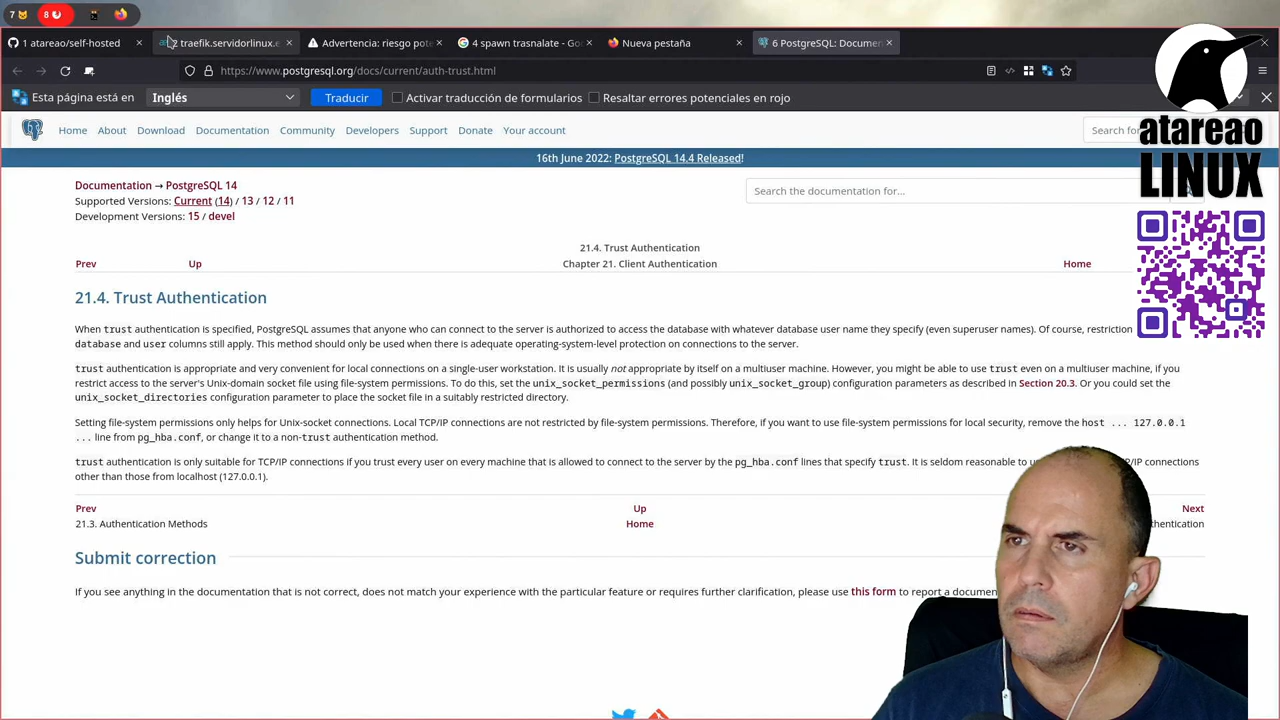 7 8
1 atareao/self-hosted
2 traefik.servidorlinux.e
Advertencia: riesgo pote
4 spawn trasnalate - Goo
Nueva pestaña
6 PostgreSQL: Documen
https://www.postgresql.org/docs/current/auth-trust.html
Esta página está en Inglés Traducir Activar traducción de formularios Resaltar errores potenciales en rojo
Home About Download Documentation Community Developers Support Donate Your account Search for
16th June 2022: PostgreSQL 14.4 Released!
Documentation → PostgreSQL 14
Supported Versions: Current (14) / 13 / 12 / 11
Development Versions: 15 / devel
Search the documentation for...
atareao
LINUX
21.4. Trust Authentication
Prev Up Chapter 21. Client Authentication Home
21.4. Trust Authentication
When trust authentication is specified, PostgreSQL assumes that anyone who can connect to the server is authorized to access the database with whatever database user name they specify (even superuser names). Of course, restriction
database and user columns still apply. This method should only be used when there is adequate operating-system-level protection on connections to the server.
trust authentication is appropriate and very convenient for local connections on a single-user workstation. It is usually not appropriate by itself on a multiuser machine. However, you might be able to use trust even on a multiuser machine, if you
restrict access to the server's Unix-domain socket file using file-system permissions. To do this, set the unix_socket_permissions (and possibly unix_socket_group) configuration parameters as described in Section 20.3. Or you could set the
unix_socket_directories configuration parameter to place the socket file in a suitably restricted directory.
Setting file-system permissions only helps for Unix-socket connections. Local TCP/IP connections are not restricted by file-system permissions. Therefore, if you want to use file-system permissions for local security, remove the host ... 127.0.0.1
... line from pg_hba.conf, or change it to a non-trust authentication method.
trust authentication is only suitable for TCP/IP connections if you trust every user on every machine that is allowed to connect to the server by the pg_hba.conf lines that specify trust. It is seldom reasonable to P/IP connections
other than those from localhost (127.0.0.1).
Prev Up Next
21.3. Authentication Methods Home thentication
Submit correction
If you see anything in the documentation that is not correct, does not match your experience with the particular feature or requires further clarification, please use this form to report a documen